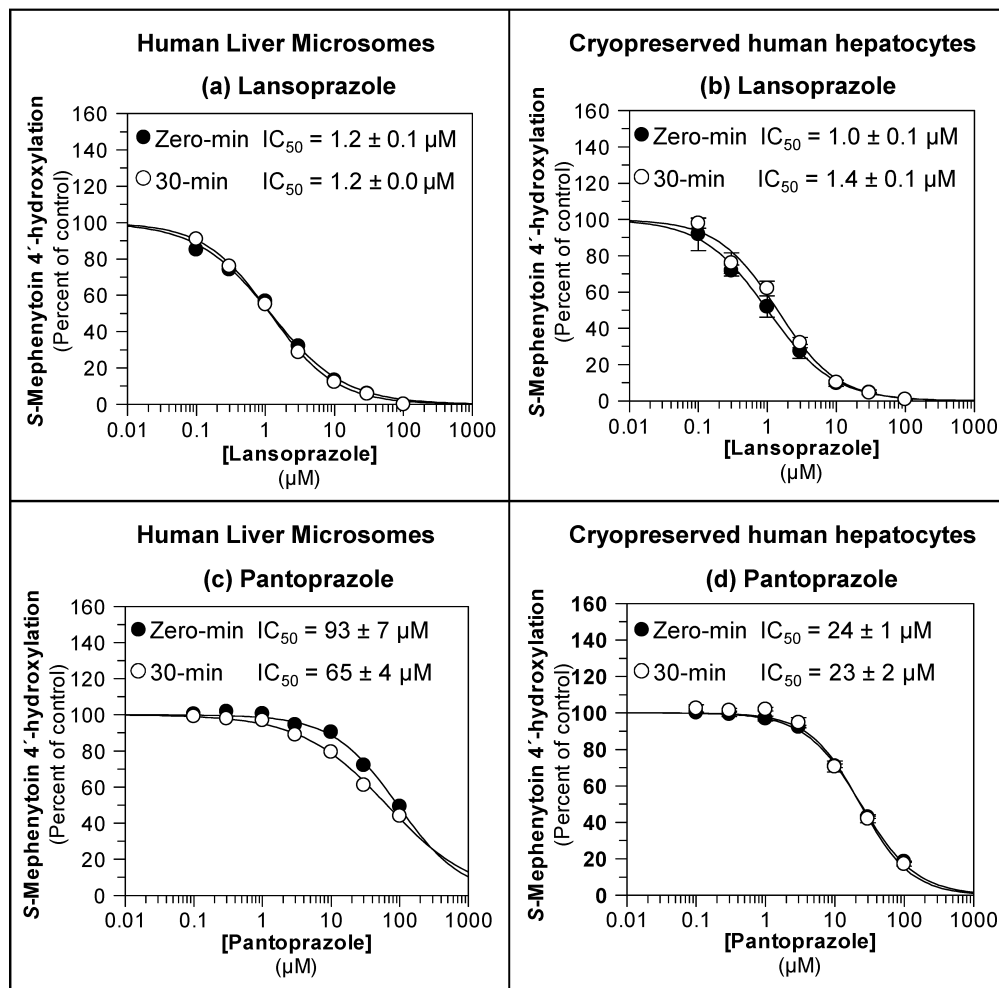 Human Liver Microsomes
(a) Lansoprazole
S-Mephenytoin 4´-hydroxylation
(Percent of control)
160
140
120
100
80
60
40
20
0
Zero-min IC50 = 1.2 ± 0.1 µM
30-min IC50 = 1.2 ± 0.0 µM
0.01 0.1 1 10 100 1000
[Lansoprazole]
(µM)
Cryopreserved human hepatocytes
(b) Lansoprazole
S-Mephenytoin 4´-hydroxylation
(Percent of control)
160
140
120
100
80
60
40
20
0
Zero-min IC50 = 1.0 ± 0.1 µM
30-min IC50 = 1.4 ± 0.1 µM
0.01 0.1 1 10 100 1000
[Lansoprazole]
(µM)
Human Liver Microsomes
(c) Pantoprazole
S-Mephenytoin 4´-hydroxylation
(Percent of control)
160
140
120
100
80
60
40
20
0
Zero-min IC50 = 93 ± 7 µM
30-min IC50 = 65 ± 4 µM
0.01 0.1 1 10 100 1000
[Pantoprazole]
(µM)
Cryopreserved human hepatocytes
(d) Pantoprazole
S-Mephenytoin 4´-hydroxylation
(Percent of control)
160
140
120
100
80
60
40
20
0
Zero-min IC50 = 24 ± 1 µM
30-min IC50 = 23 ± 2 µM
0.01 0.1 1 10 100 1000
[Pantoprazole]
(µM)